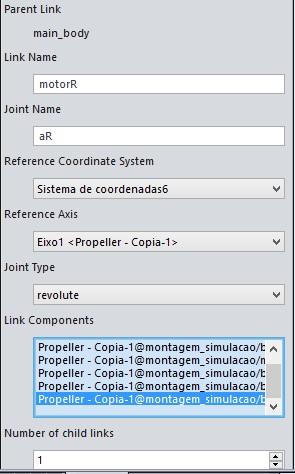 Parent Link
main_body
Link Name
motorR
Joint Name
aR
Reference Coordinate System
Sistema de coordenadas6
Reference Axis
Eixo1 <Propeller - Copia-1>
Joint Type
revolute
Link Components
Propeller - Copia-1@montagem_simulacao/b
Propeller - Copia-1@montagem_simulacao/m
Propeller - Copia-1@montagem_simulacao/b
Propeller - Copia-1@montagem_simulacao/b
Propeller - Copia-1@montagem_simulacao/b
Number of child links
1